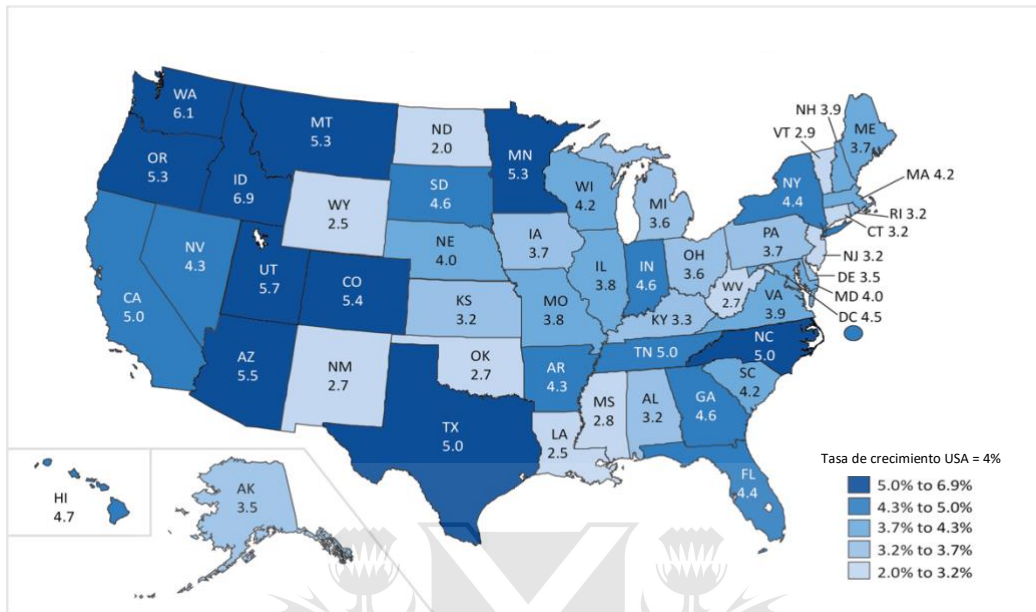 WA
6.1
MT
5.3
ND
2.0
MN
5.3
NH 3.9
VT 2.9
ME
3.7
OR
5.3
ID
6.9
SD
4.6
WI
4.2
MI
3.6
NY
4.4
MA 4.2
RI 3.2
CT 3.2
WY
2.5
IA
3.7
PA
3.7
NJ 3.2
NV
4.3
NE
4.0
IL
3.8
IN
4.6
OH
3.6
DE 3.5
MD 4.0
DC 4.5
UT
5.7
CO
5.4
WV
2.7
VA
3.9
CA
5.0
KS
3.2
MO
3.8
KY 3.3
AZ
5.5
NM
2.7
OK
2.7
AR
4.3
TN 5.0
NC
5.0
SC
4.2
MS
2.8
AL
3.2
GA
4.6
TX
5.0
LA
2.5
FL
4.4
HI
4.7
AK
3.5
Tasa de crecimiento USA = 4%
5.0% to 6.9%
4.3% to 5.0%
3.7% to 4.3%
3.2% to 3.7%
2.0% to 3.2%